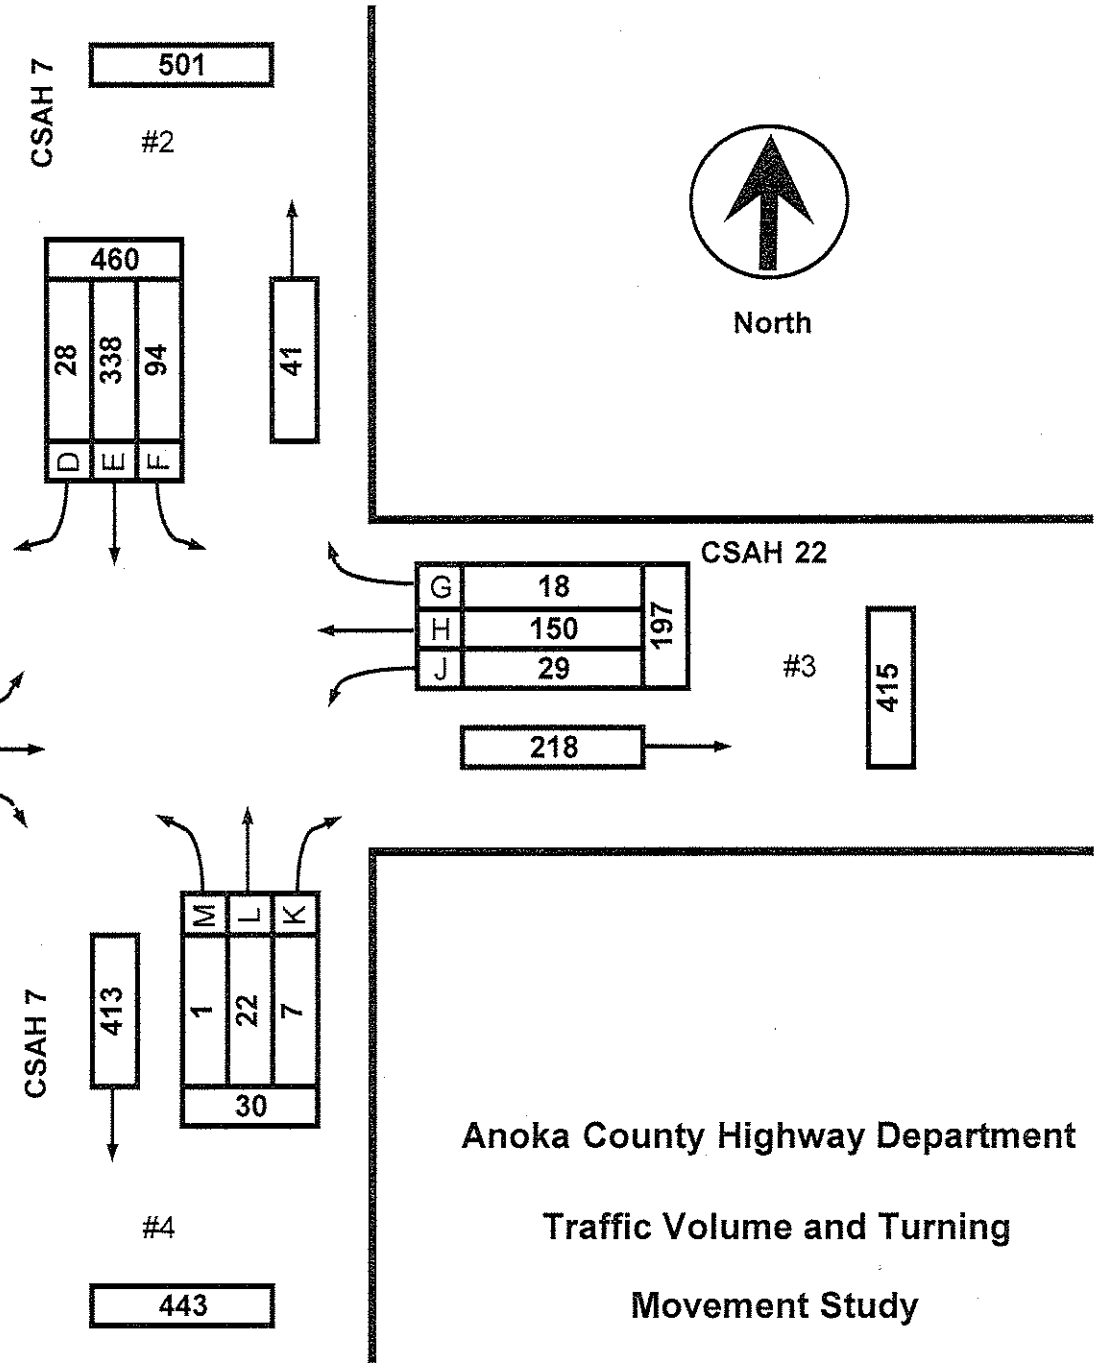 CSAH 7
501
#2
460
28
338
94
D
E
F
41
North
CSAH 22
G
18
H
150
J
29
197
218
#3
415
M
L
K
1
22
7
30
CSAH 7
413
#4
443
Anoka County Highway Department
Traffic Volume and Turning
Movement Study